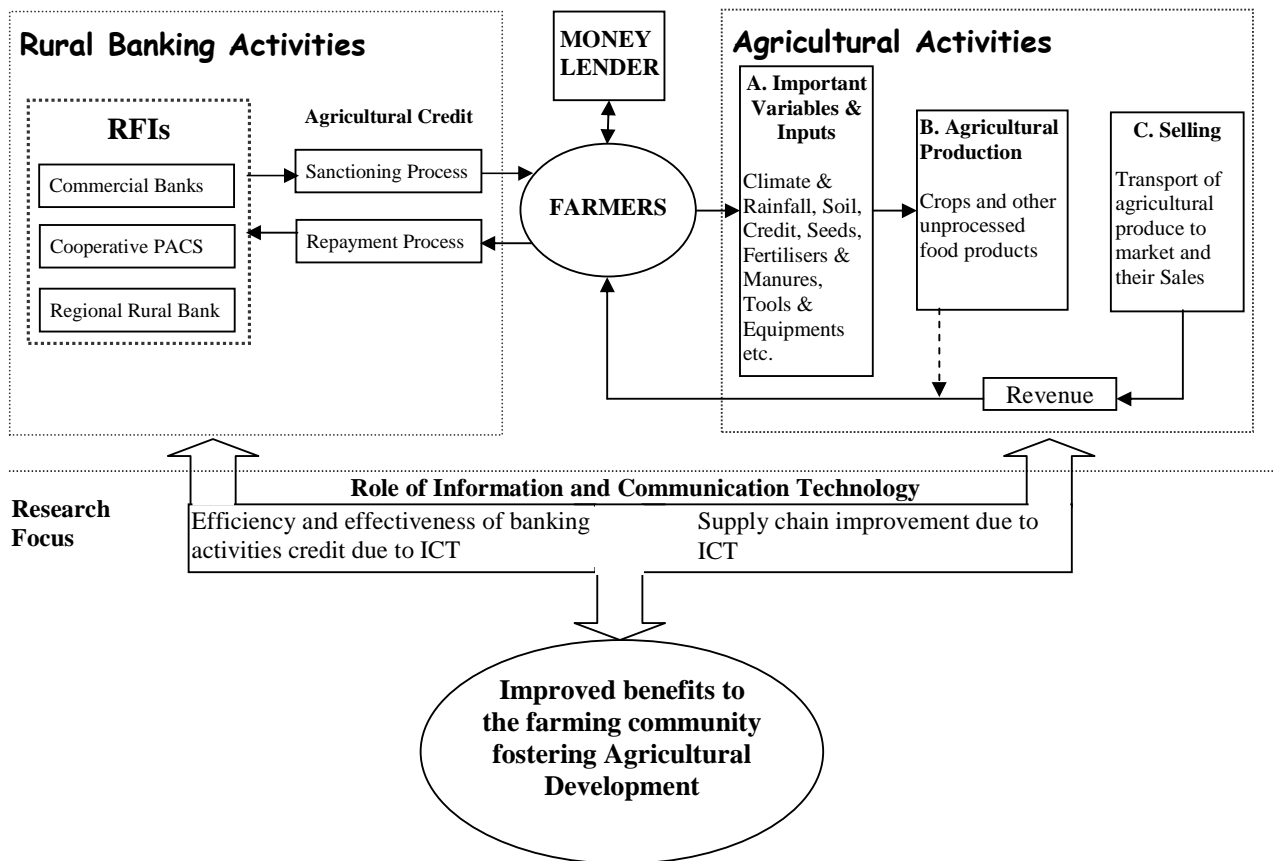 Rural Banking Activities
RFIs
Commercial Banks
Cooperative PACS
Regional Rural Bank
Agricultural Credit
Sanctioning Process
Repayment Process
MONEY
LENDER
FARMERS
Agricultural Activities
A. Important
Variables &
Inputs
Climate &
Rainfall, Soil,
Credit, Seeds,
Fertilisers &
Manures,
Tools &
Equipments
etc.
B. Agricultural
Production
Crops and other
unprocessed
food products
C. Selling
Transport of
agricultural
produce to
market and
their Sales
Revenue
Research
Focus
Role of Information and Communication Technology
Efficiency and effectiveness of banking
activities credit due to ICT
Supply chain improvement due to
ICT
Improved benefits to
the farming community
fostering Agricultural
Development